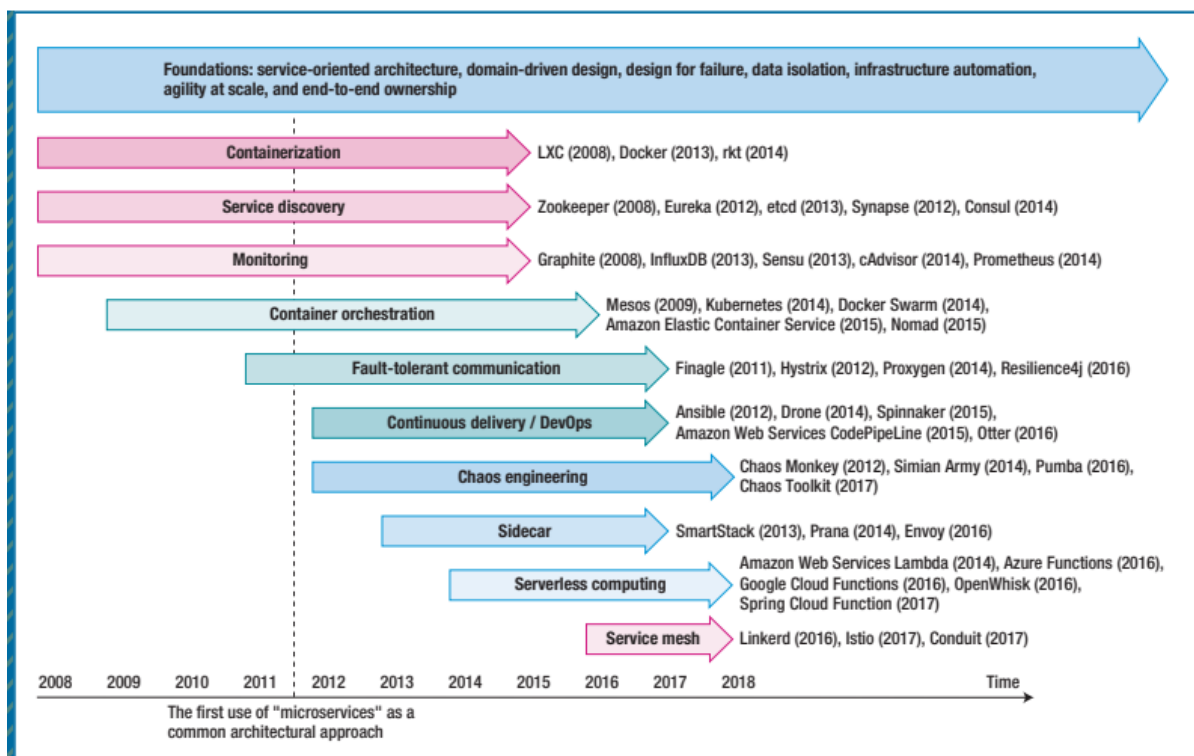 Foundations: service-oriented architecture, domain-driven design, design for failure, data isolation, infrastructure automation,
agility at scale, and end-to-end ownership
Containerization
LXC (2008), Docker (2013), rkt (2014)
Service discovery
Zookeeper (2008), Eureka (2012), etcd (2013), Synapse (2012), Consul (2014)
Monitoring
Graphite (2008), InfluxDB (2013), Sensu (2013), cAdvisor (2014), Prometheus (2014)
Container orchestration
Mesos (2009), Kubernetes (2014), Docker Swarm (2014),
Amazon Elastic Container Service (2015), Nomad (2015)
Fault-tolerant communication
Finagle (2011), Hystrix (2012), Proxygen (2014), Resilience4j (2016)
Continuous delivery / DevOps
Ansible (2012), Drone (2014), Spinnaker (2015),
Amazon Web Services CodePipeLine (2015), Otter (2016)
Chaos engineering
Chaos Monkey (2012), Simian Army (2014), Pumba (2016),
Chaos Toolkit (2017)
Sidecar
SmartStack (2013), Prana (2014), Envoy (2016)
Serverless computing
Amazon Web Services Lambda (2014), Azure Functions (2016),
Google Cloud Functions (2016), OpenWhisk (2016),
Spring Cloud Function (2017)
Service mesh
Linkerd (2016), Istio (2017), Conduit (2017)
2008 2009 2010 2011 2012 2013 2014 2015 2016 2017 2018 Time
The first use of "microservices" as a
common architectural approach